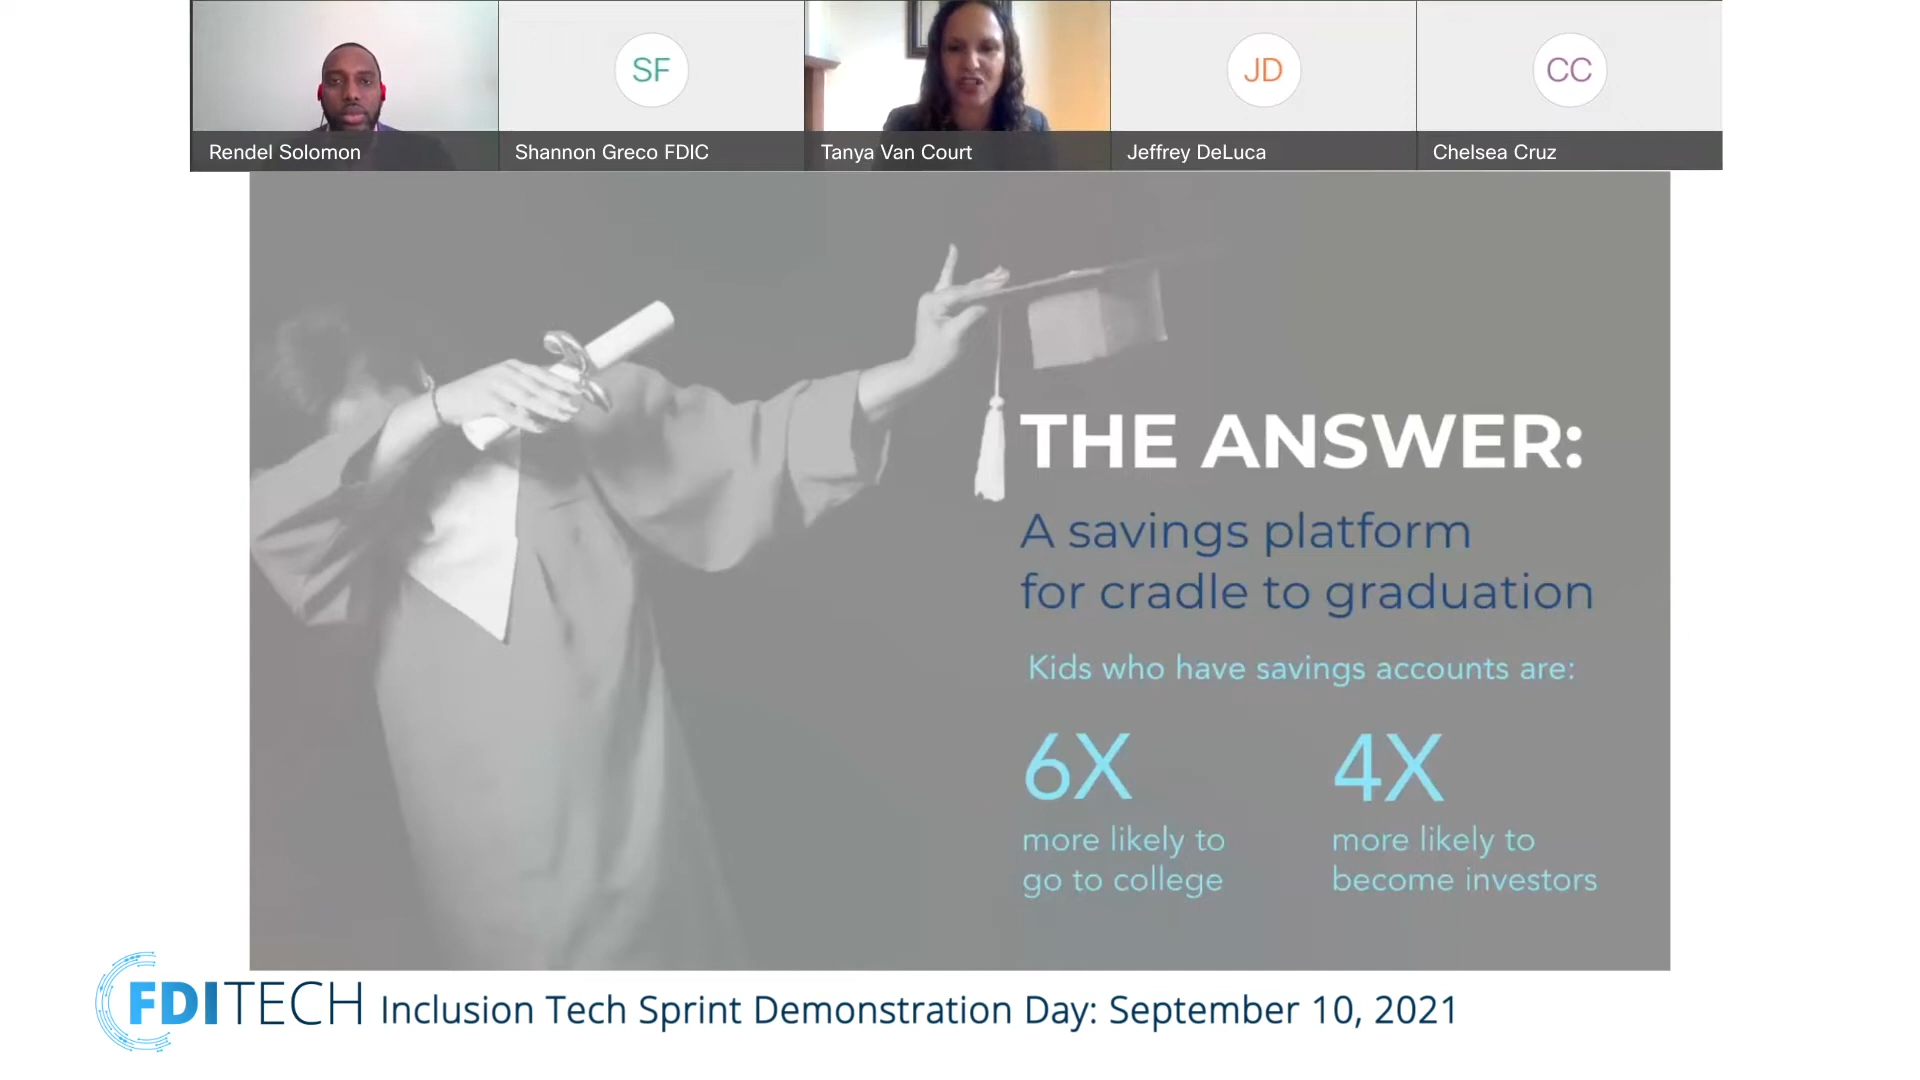 SF
JD
CC
Rendel Solomon
Shannon Greco FDIC
Tanya Van Court
Jeffrey DeLuca
Chelsea Cruz
THE ANSWER:
A savings platform
for cradle to graduation
Kids who have savings accounts are:
6X
more likely to
go to college
4X
more likely to
become investors
FDITECH Inclusion Tech Sprint Demonstration Day: September 10, 2021